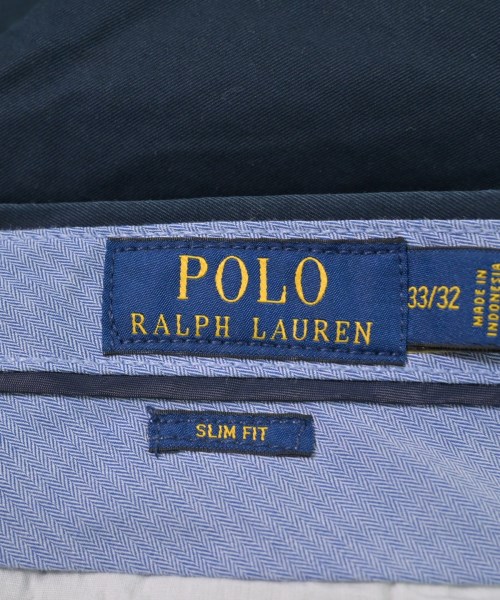 POLO
RALPH LAUREN
33/32
MADE IN
INDONESIA
SLIM FIT